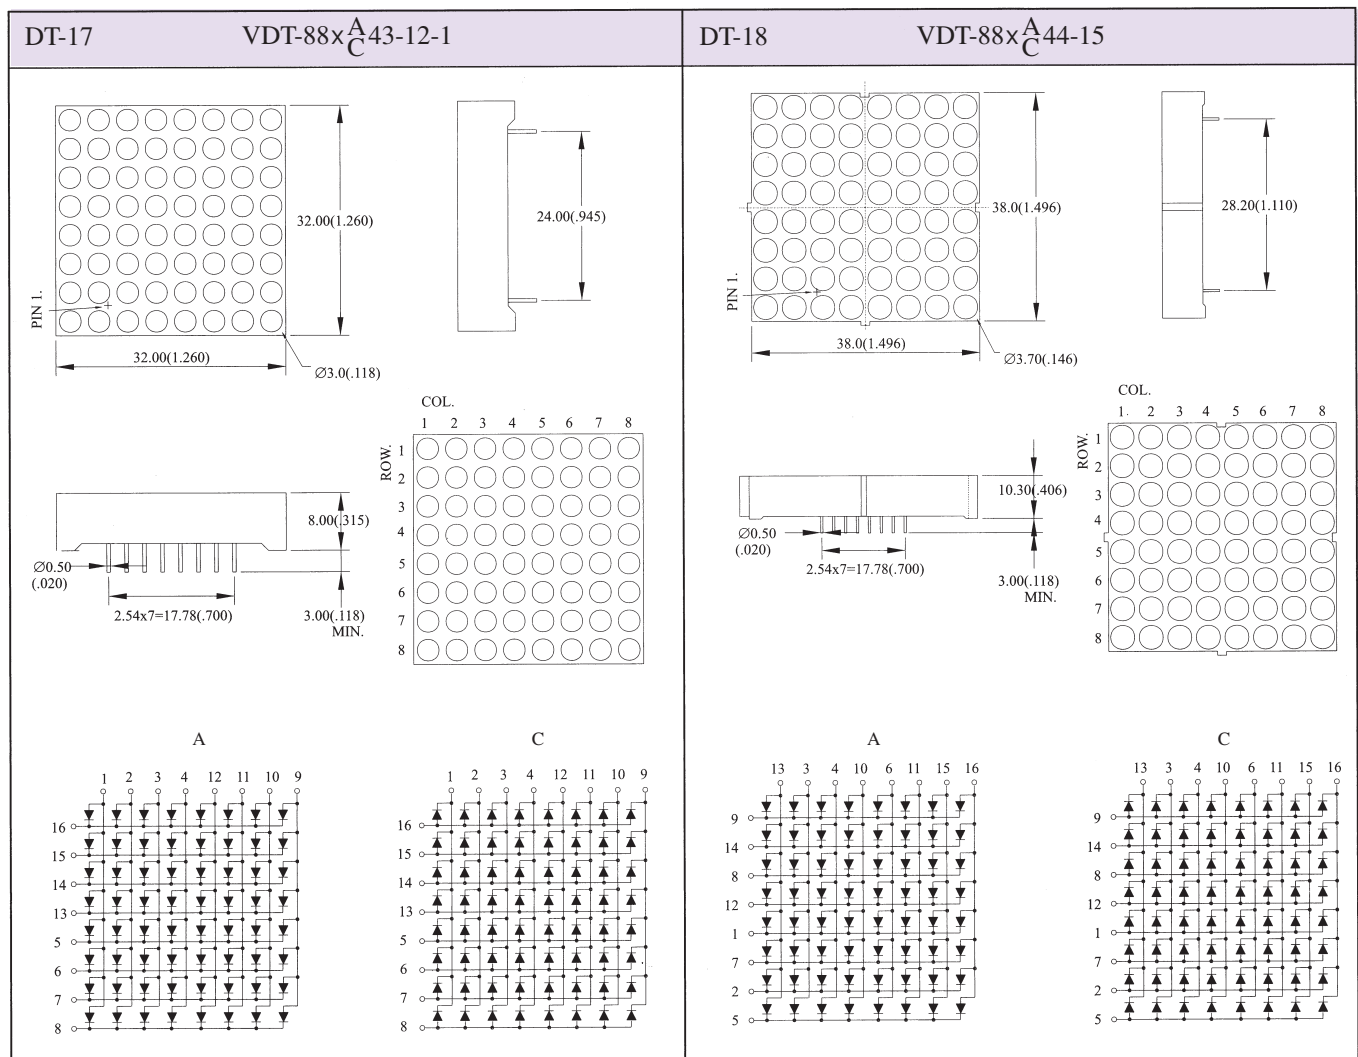 DT-17 VDT-88xA/C43-12-1
32.00(1.260)
24.00(.945)
PIN 1.
32.00(1.260)
Ø3.0(.118)
COL.
1 2 3 4 5 6 7 8
ROW.
1
2
3
4
5
6
7
8
8.00(.315)
Ø0.50
(.020)
2.54x7=17.78(.700)
3.00(.118)
MIN.
A
1 2 3 4 12 11 10 9
16
15
14
13
5
6
7
8
C
1 2 3 4 12 11 10 9
16
15
14
13
5
6
7
8
DT-18 VDT-88xA/C44-15
38.0(1.496)
28.20(1.110)
PIN 1.
38.0(1.496)
Ø3.70(.146)
COL.
1 2 3 4 5 6 7 8
ROW.
1
2
3
4
5
6
7
8
10.30(.406)
Ø0.50
(.020)
2.54x7=17.78(.700)
3.00(.118)
MIN.
A
13 3 4 10 6 11 15 16
9
14
8
12
1
7
2
5
C
13 3 4 10 6 11 15 16
9
14
8
12
1
7
2
5